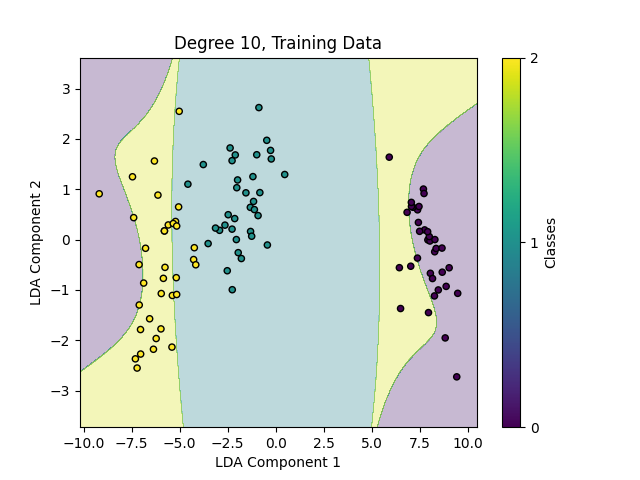 Degree 10, Training Data
3
2
1
0
−1
−2
−3
LDA Component 2
−10.0 −7.5 −5.0 −2.5 0.0 2.5 5.0 7.5 10.0
LDA Component 1
2
1
0
Classes